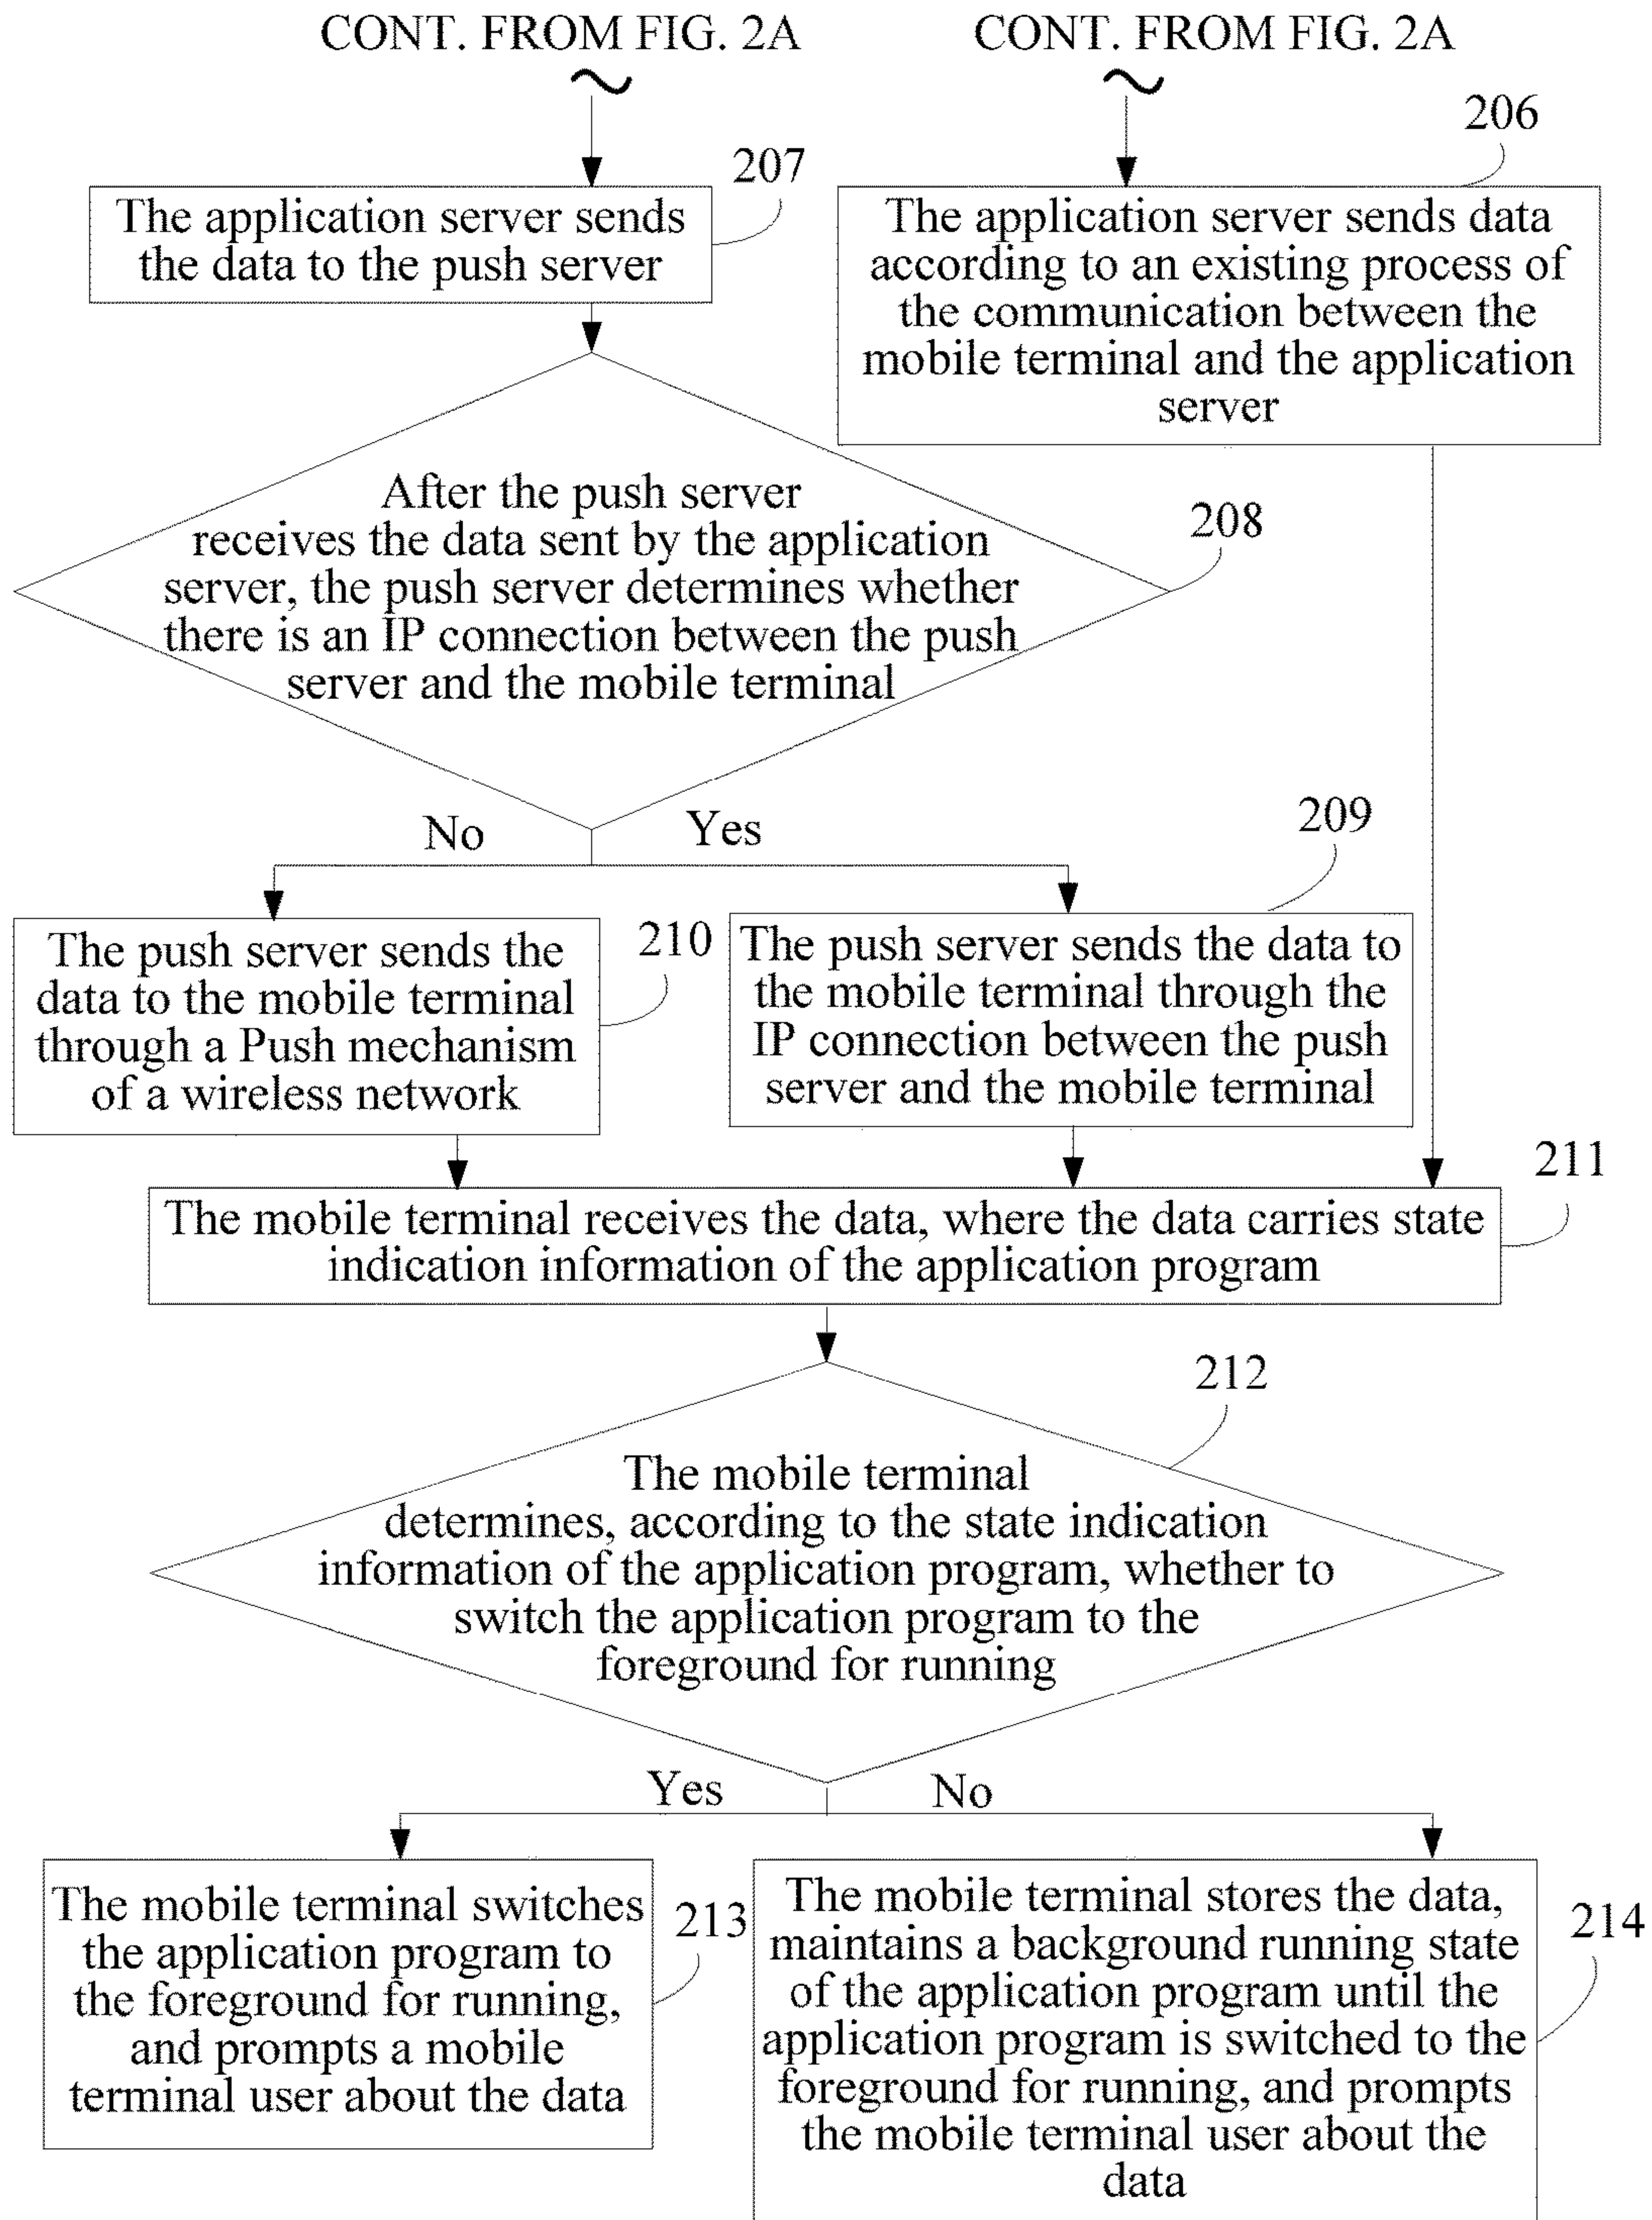 CONT. FROM FIG. 2A
CONT. FROM FIG. 2A
207
The application server sends
the data to the push server
206
The application server sends data
according to an existing process of
the communication between the
mobile terminal and the application
server
After the push server
receives the data sent by the application
server, the push server determines whether
there is an IP connection between the push
server and the mobile terminal
208
No
Yes
209
The push server sends the
data to the mobile terminal
through a Push mechanism
of a wireless network
210
The push server sends the data to
the mobile terminal through the
IP connection between the push
server and the mobile terminal
211
The mobile terminal receives the data, where the data carries state
indication information of the application program
212
The mobile terminal
determines, according to the state indication
information of the application program, whether to
switch the application program to the
foreground for running
Yes
No
The mobile terminal switches
the application program to
the foreground for running,
and prompts a mobile
terminal user about the data
213
The mobile terminal stores the data,
maintains a background running state
of the application program until the
application program is switched to the
foreground for running, and prompts
the mobile terminal user about the
data
214